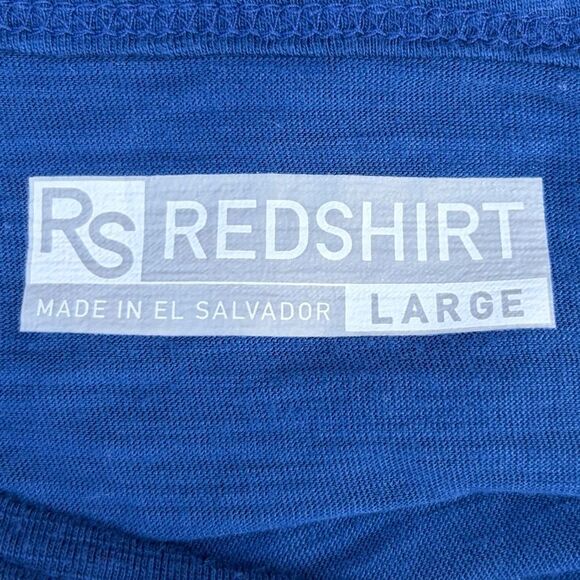 RS REDSHIRT
MADE IN EL SALVADOR LARGE